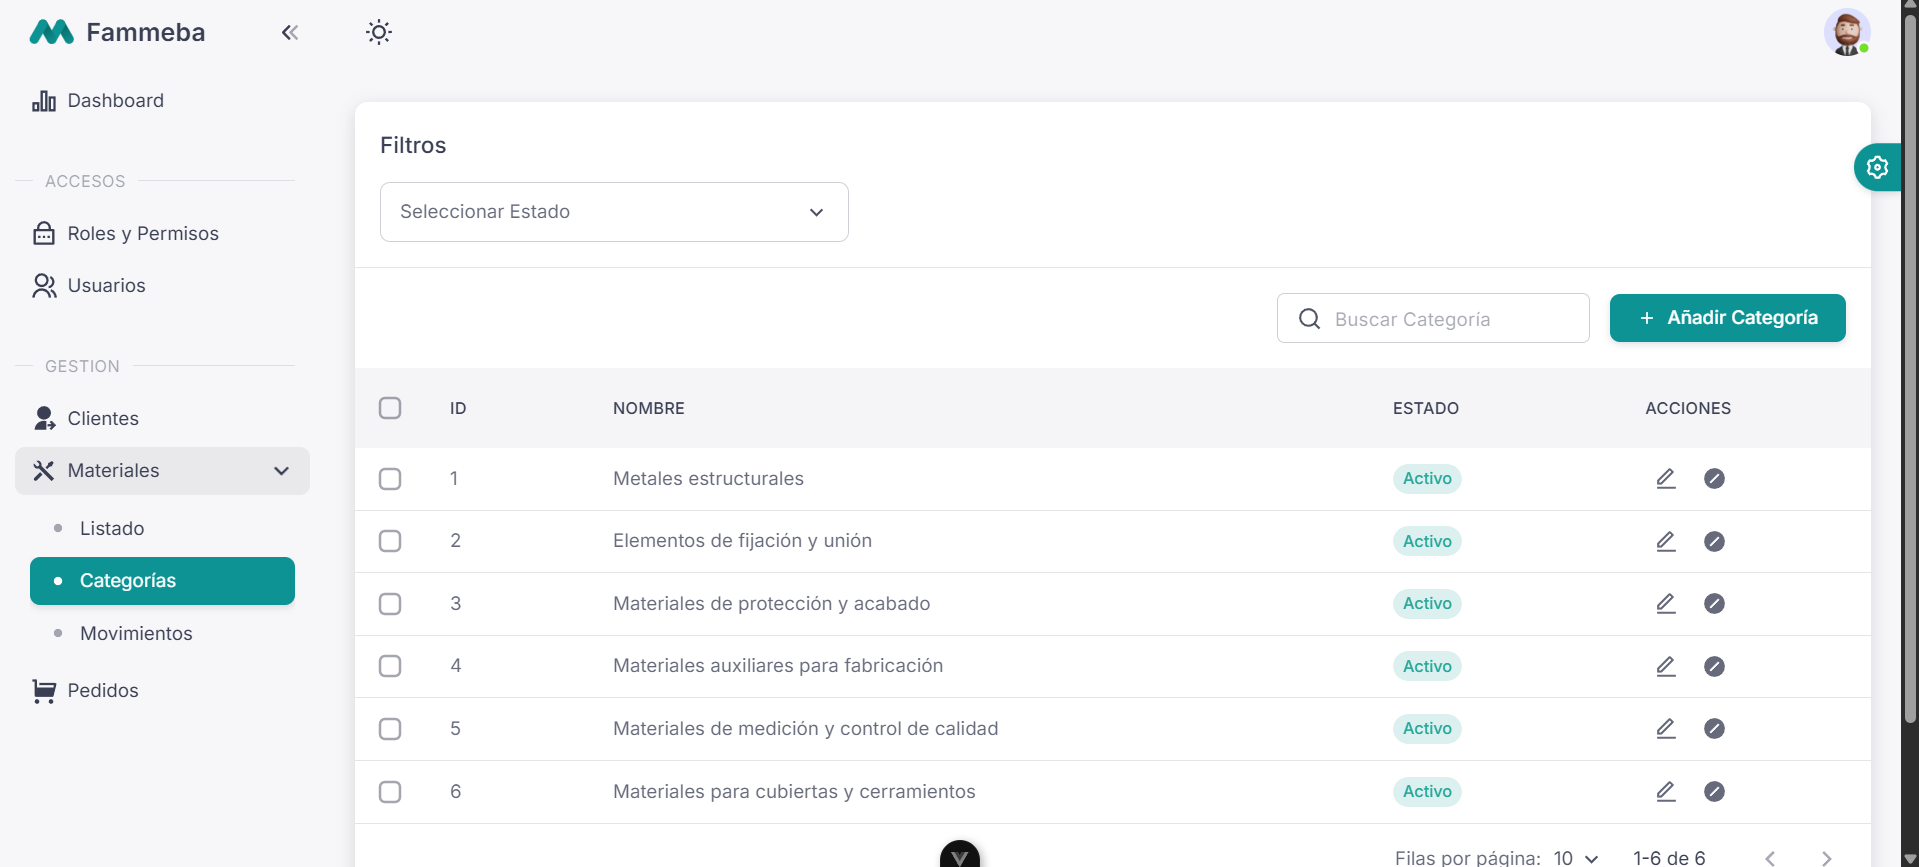 Fammeba
Dashboard
ACCESOS
Roles y Permisos
Usuarios
GESTION
Clientes
Materiales
Listado
Categorías
Movimientos
Pedidos
Filtros
Seleccionar Estado
Buscar Categoría
+ Añadir Categoría
ID NOMBRE ESTADO ACCIONES
1 Metales estructurales Activo
2 Elementos de fijación y unión Activo
3 Materiales de protección y acabado Activo
4 Materiales auxiliares para fabricación Activo
5 Materiales de medición y control de calidad Activo
6 Materiales para cubiertas y cerramientos Activo
Filas por página: 10 1-6 de 6